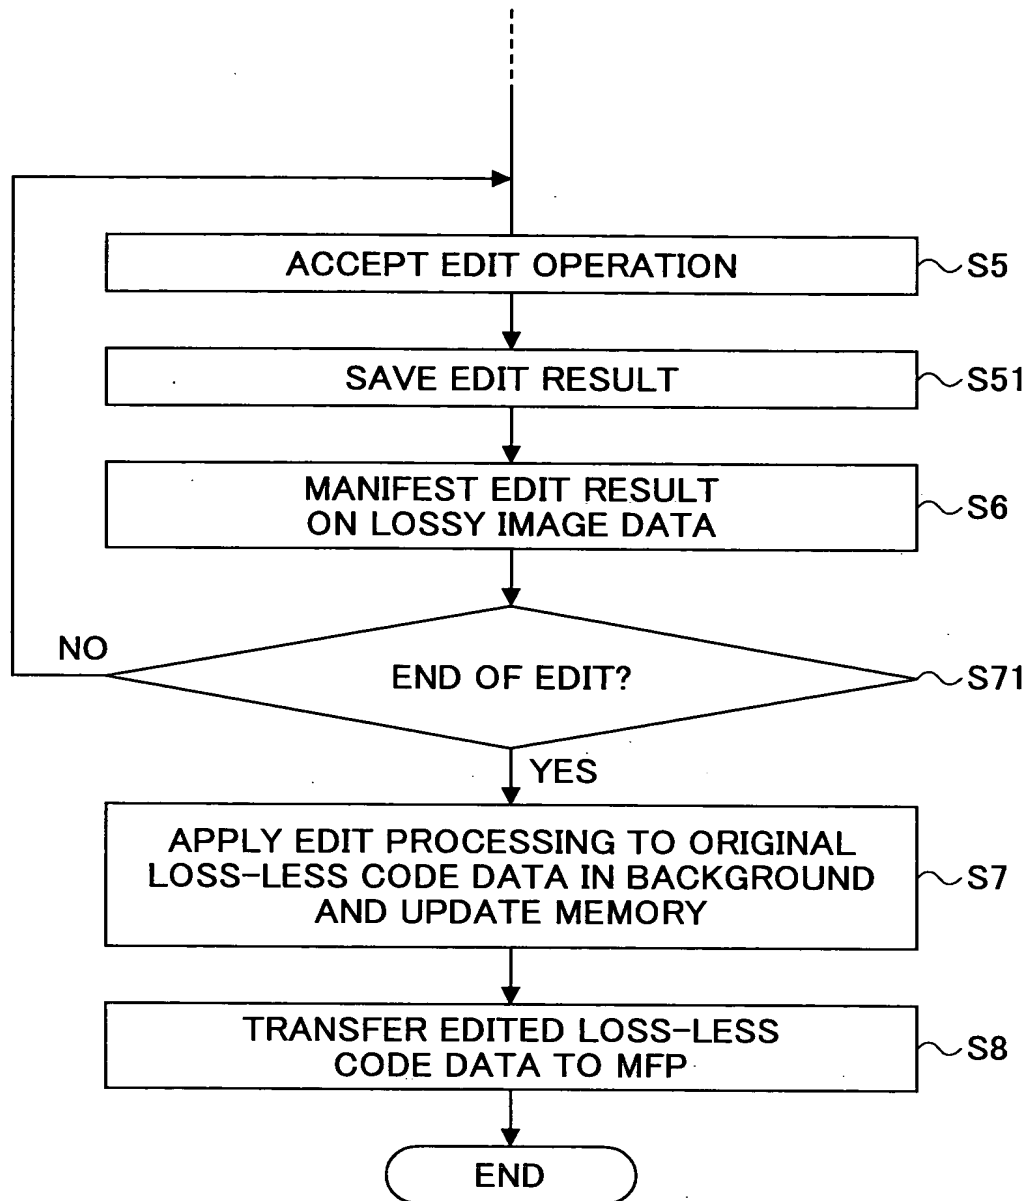 ACCEPT EDIT OPERATION
S5
SAVE EDIT RESULT
S51
MANIFEST EDIT RESULT
ON LOSSY IMAGE DATA
S6
NO
END OF EDIT?
S71
YES
APPLY EDIT PROCESSING TO ORIGINAL
LOSS-LESS CODE DATA IN BACKGROUND
AND UPDATE MEMORY
S7
TRANSFER EDITED LOSS-LESS
CODE DATA TO MFP
S8
END